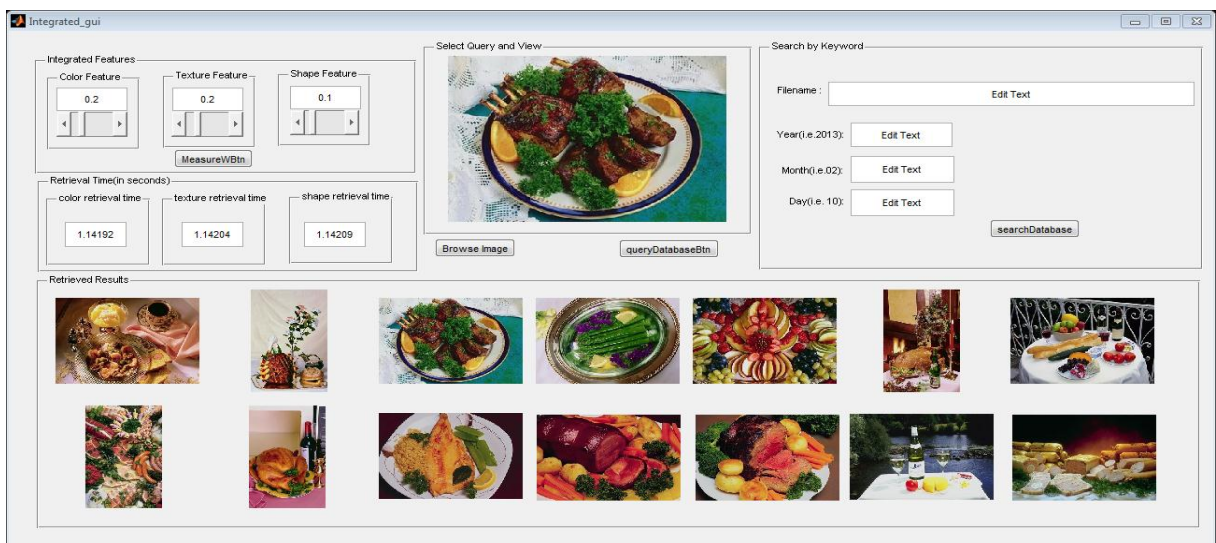 Integrated_gui
Integrated Features
Color Feature
Texture Feature
Shape Feature
0.2
0.2
0.1
MeasureWBtn
Retrieval Time(in seconds)
color retrieval time
texture retrieval time
shape retrieval time
1.14192
1.14204
1.14209
Select Query and View
Browse Image
queryDatabaseBtn
Search by Keyword
Filename :
Edit Text
Year(i.e.2013):
Edit Text
Month(i.e.02):
Edit Text
Day(i.e. 10):
Edit Text
searchDatabase
Retrieved Results